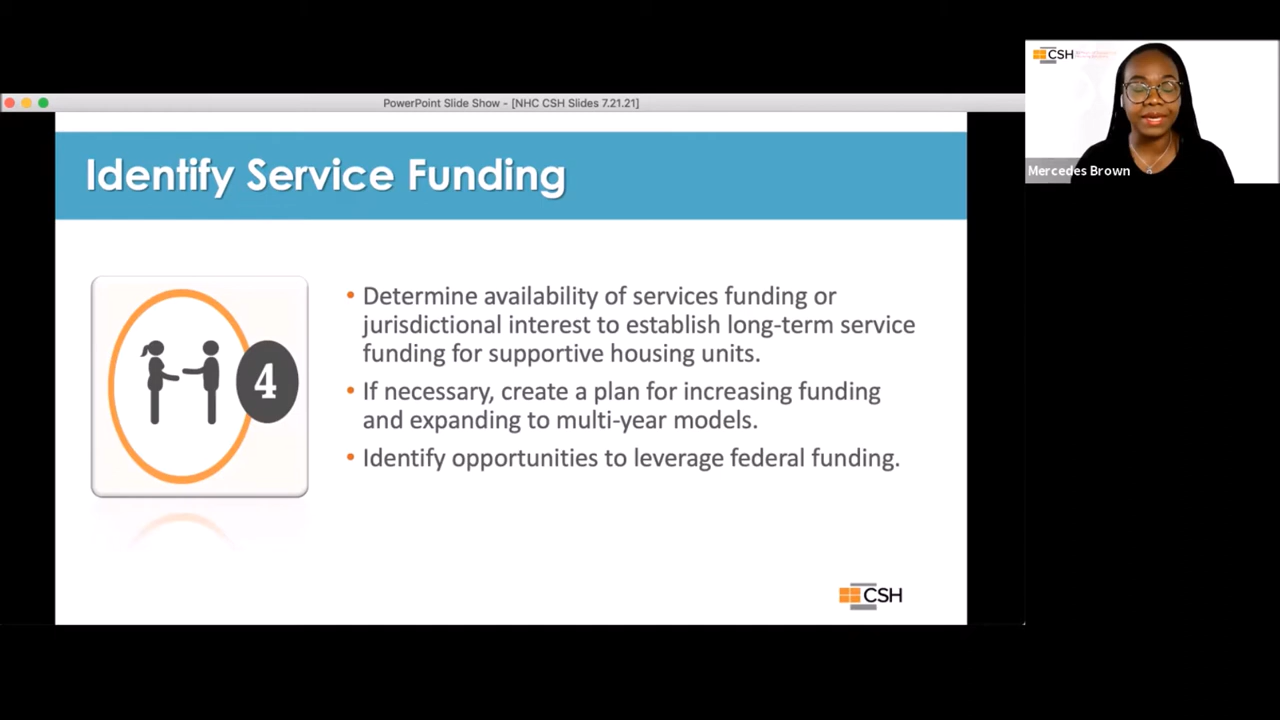 CSH
Mercedes Brown
PowerPoint Slide Show - [NHC CSH Slides 7.21.21]
Identify Service Funding
4
• Determine availability of services funding or
jurisdictional interest to establish long-term service
funding for supportive housing units.
• If necessary, create a plan for increasing funding
and expanding to multi-year models.
• Identify opportunities to leverage federal funding.
CSH